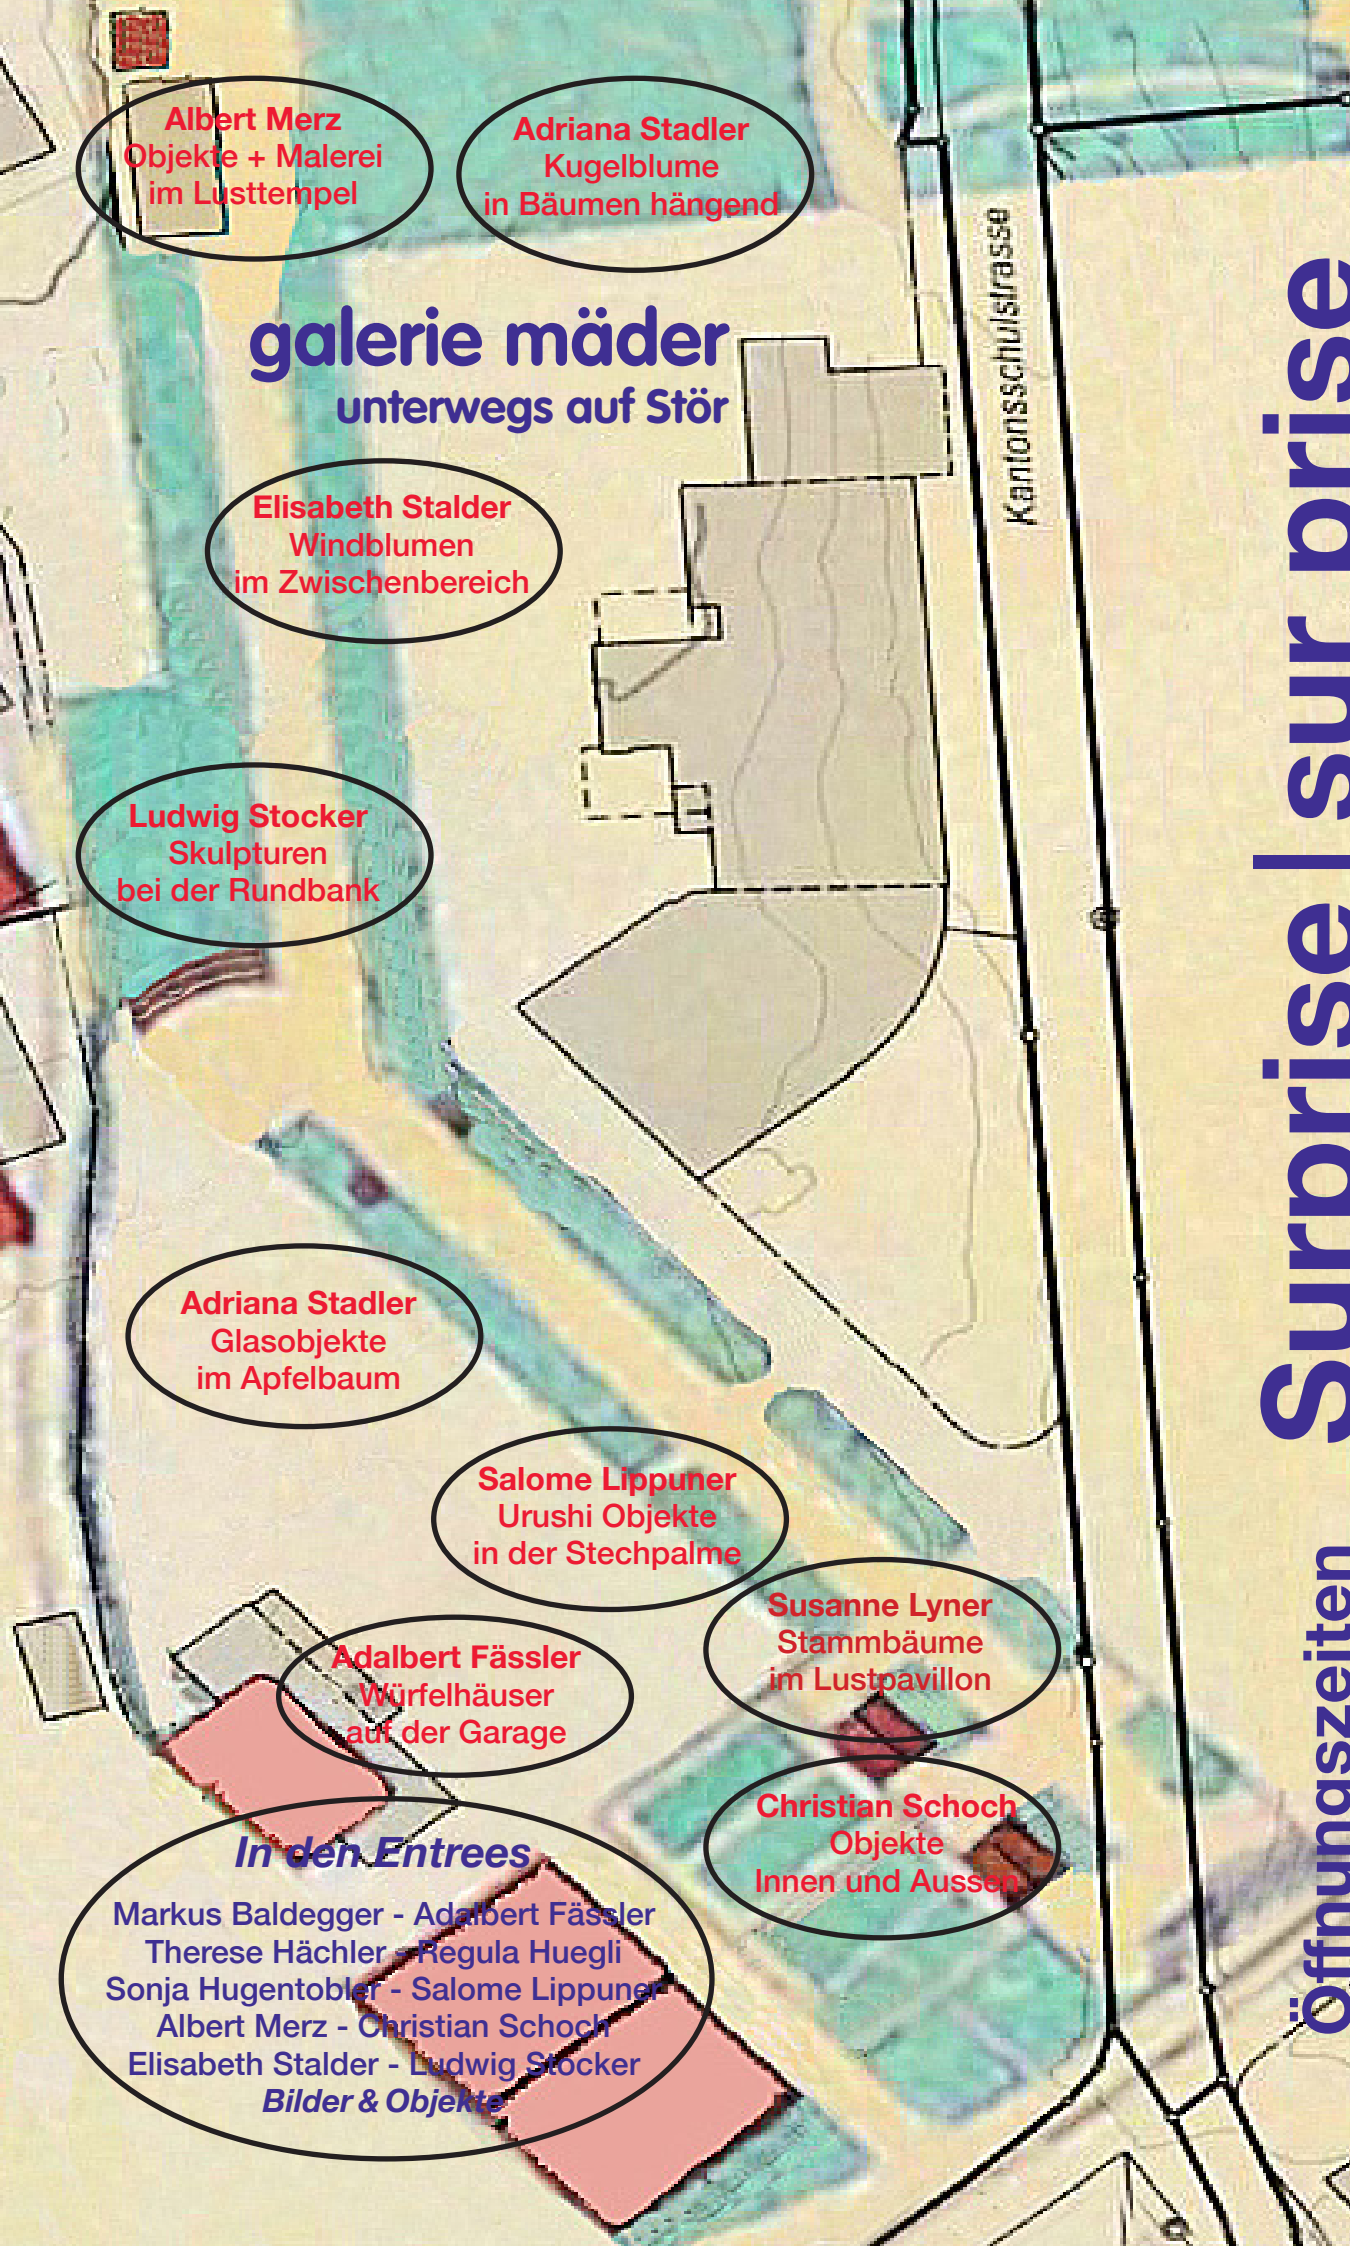 Albert Merz
Objekte + Malerei
im Lusttempel
Adriana Stadler
Kugelblume
in Bäumen hängend
galerie mäder
unterwegs auf Stör
Kantonsschulstrasse
Elisabeth Stalder
Windblumen
im Zwischenbereich
Ludwig Stocker
Skulpturen
bei der Rundbank
Adriana Stadler
Glasobjekte
im Apfelbaum
Salome Lippuner
Urushi Objekte
in der Stechpalme
Susanne Lyner
Stammbäume
im Lustpavillon
Adalbert Fässler
Würfelhäuser
auf der Garage
Christian Schoch
Objekte
Innen und Aussen
In den Entrees
Markus Baldegger - Adalbert Fässler
Therese Hächler - Regula Huegli
Sonja Hugentobler - Salome Lippuner
Albert Merz - Christian Schoch
Elisabeth Stalder - Ludwig Stocker
Bilder & Objekte
Surprise | sur prise
Öffnungszeiten